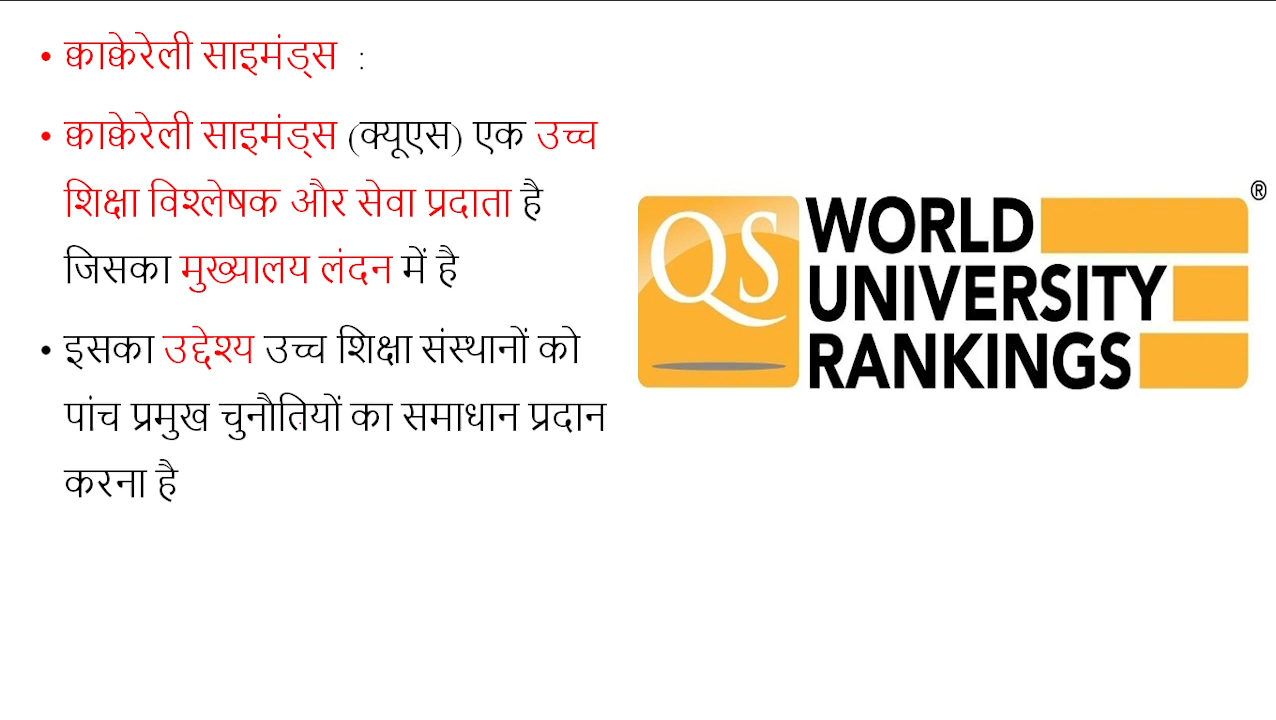 • क्वाक्वेरेली साइमंड्स :
• क्वाक्वेरेली साइमंड्स (क्यूएस) एक उच्च
शिक्षा विश्लेषक और सेवा प्रदाता है
जिसका मुख्यालय लंदन में है
• इसका उद्देश्य उच्च शिक्षा संस्थानों को
पांच प्रमुख चुनौतियों का समाधान प्रदान
करना है
®
QS WORLD
UNIVERSITY
RANKINGS